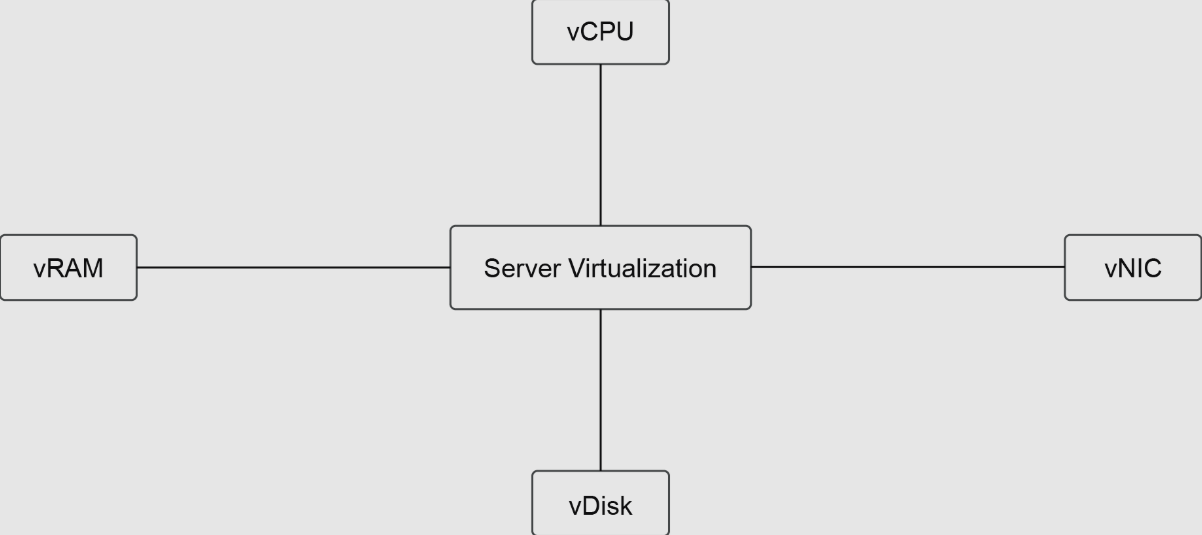 vCPU
vRAM
Server Virtualization
vNIC
vDisk